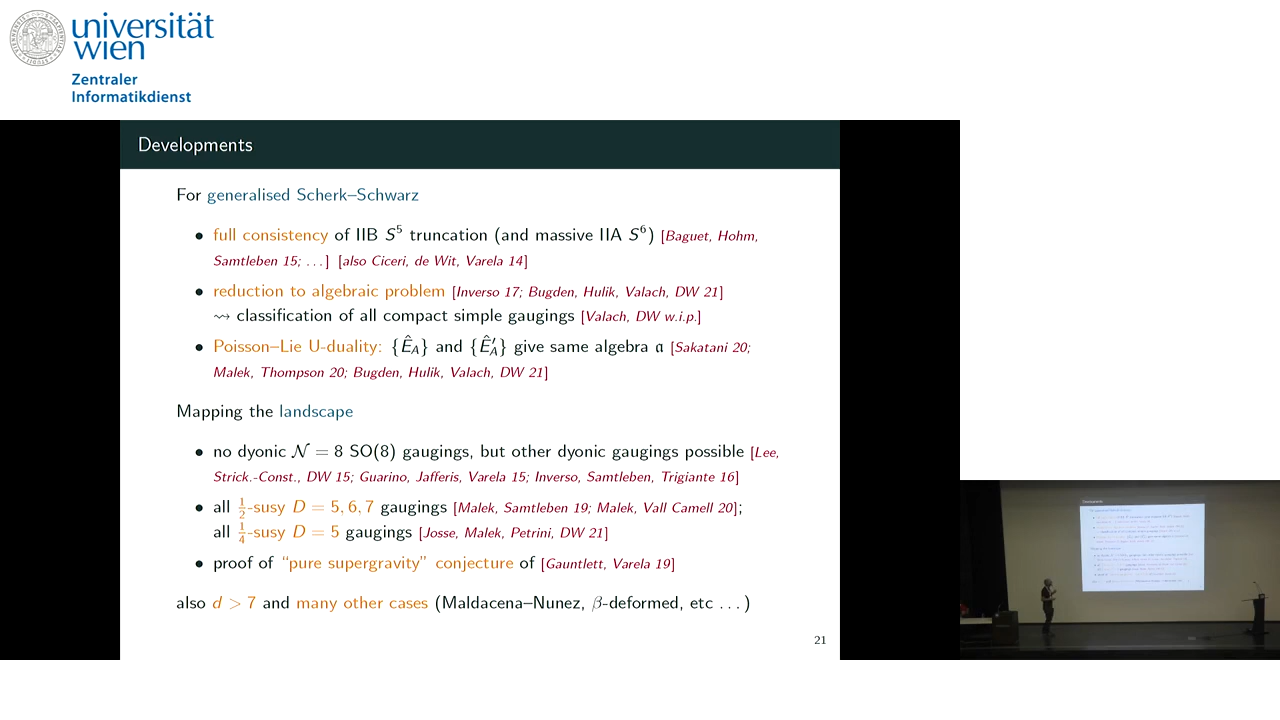 universität
wien
Zentraler
Informatikdienst
Developments
For generalised Scherk–Schwarz
• full consistency of IIB S⁵ truncation (and massive IIA S⁶) [Baguet, Hohm,
Samtleben 15; ...] [also Ciceri, de Wit, Varela 14]
• reduction to algebraic problem [Inverso 17; Bugden, Hulik, Valach, DW 21]
⇝ classification of all compact simple gaugings [Valach, DW w.i.p.]
• Poisson–Lie U-duality: {Ê_A} and {Ê′_A} give same algebra 𝔞 [Sakatani 20;
Malek, Thompson 20; Bugden, Hulik, Valach, DW 21]
Mapping the landscape
• no dyonic 𝒩 = 8 SO(8) gaugings, but other dyonic gaugings possible [Lee,
Strick.-Const., DW 15; Guarino, Jafferis, Varela 15; Inverso, Samtleben, Trigiante 16]
• all ½-susy D = 5, 6, 7 gaugings [Malek, Samtleben 19; Malek, Vall Camell 20];
all ¼-susy D = 5 gaugings [Josse, Malek, Petrini, DW 21]
• proof of “pure supergravity” conjecture of [Gauntlett, Varela 19]
also d > 7 and many other cases (Maldacena–Nunez, β-deformed, etc ...)
21